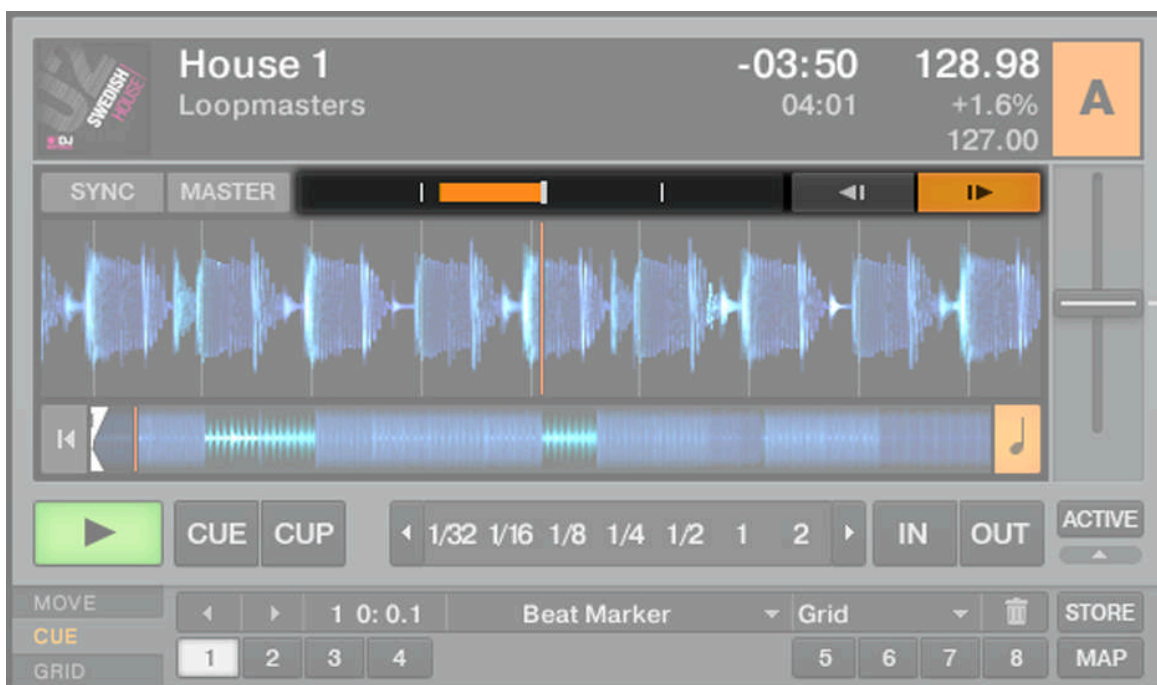 House 1 -03:50 128.98
Loopmasters 04:01 +1.6%
127.00
A
02
SWEDISH
HOUSE
DJ
SYNC MASTER
CUE CUP 1/32 1/16 1/8 1/4 1/2 1 2 IN OUT ACTIVE
MOVE
CUE
GRID
1 0: 0.1 Beat Marker Grid STORE
1 2 3 4 5 6 7 8 MAP